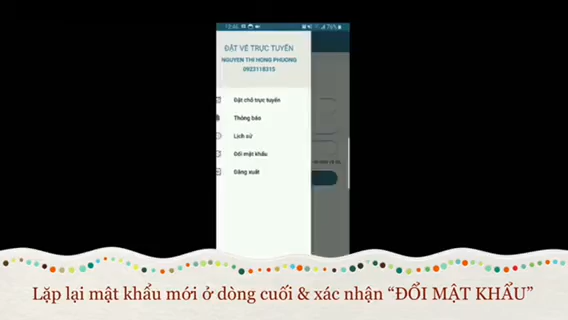 ĐẶT VÉ TRỰC TUYẾN
NGUYEN THI HONG PHUONG
0923118315
Đặt chỗ trực tuyến
Thông báo
Lịch sử
Đổi mật khẩu
Đăng xuất
Lặp lại mật khẩu mới ở dòng cuối & xác nhận “ĐỔI MẬT KHẨU”